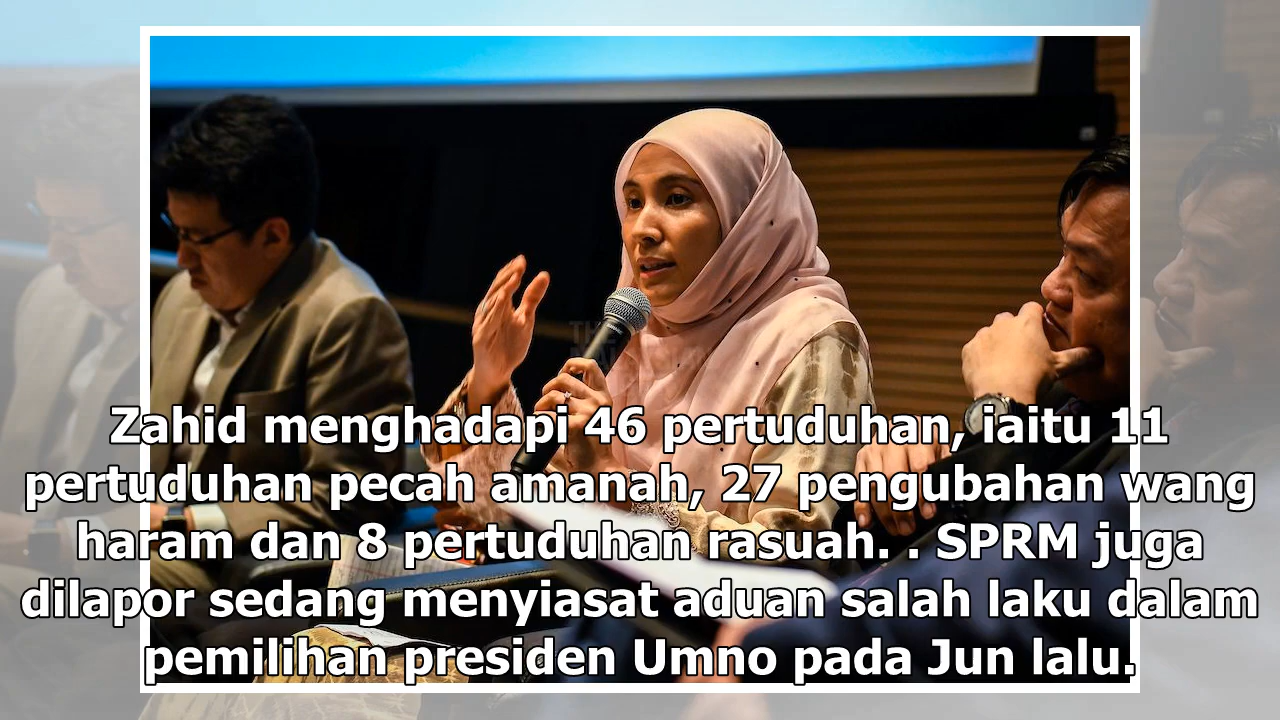 Zahid menghadapi 46 pertuduhan, iaitu 11
pertuduhan pecah amanah, 27 pengubahan wang
haram dan 8 pertuduhan rasuah. . SPRM juga
dilapor sedang menyiasat aduan salah laku dalam
pemilihan presiden Umno pada Jun lalu.